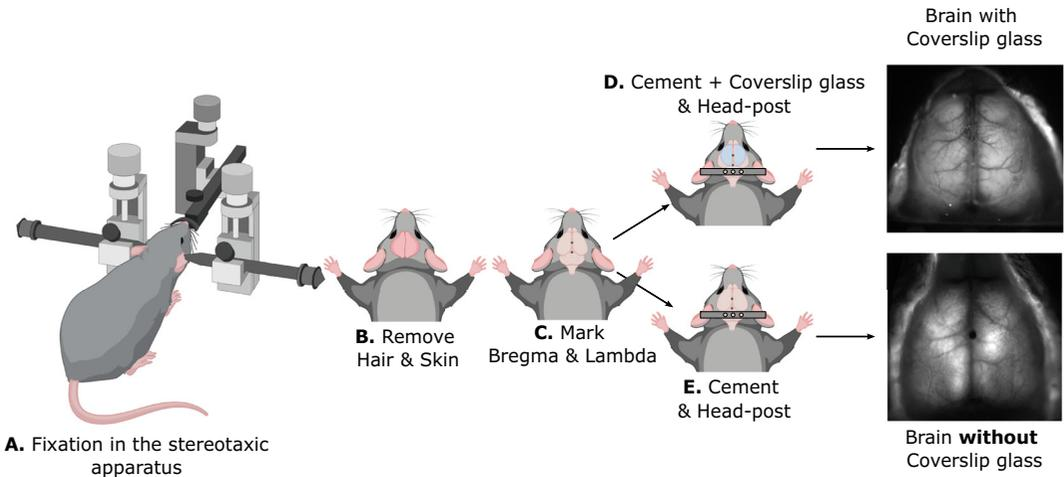 Brain with
Coverslip glass
D. Cement + Coverslip glass
& Head-post
B. Remove
Hair & Skin
C. Mark
Bregma & Lambda
E. Cement
& Head-post
A. Fixation in the stereotaxic
apparatus
Brain without
Coverslip glass